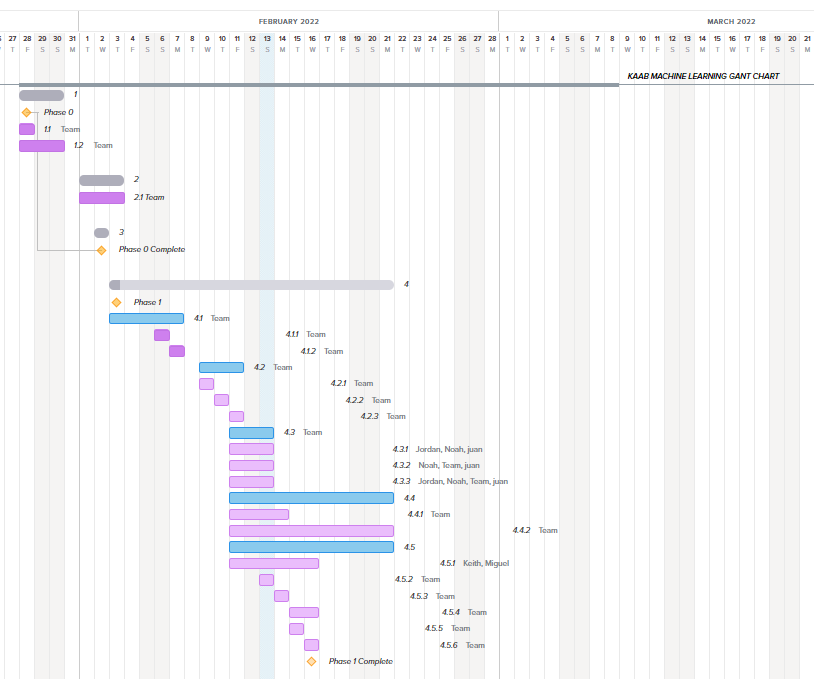 FEBRUARY 2022 MARCH 2022
27 28 29 30 31 1 2 3 4 5 6 7 8 9 10 11 12 13 14 15 16 17 18 19 20 21 22 23 24 25 26 27 28 1 2 3 4 5 6 7 8 9 10 11 12 13 14 15 16 17 18 19 20 21
T F S S M T W T F S S M T W T F S S M T W T F S S M T W T F S S M T W T F S S M T W T F S S M T W T F S S M
KAAB MACHINE LEARNING GANT CHART
1
Phase 0
1.1 Team
1.2 Team
2
2.1 Team
3
Phase 0 Complete
4
Phase 1
4.1 Team
4.1.1 Team
4.1.2 Team
4.2 Team
4.2.1 Team
4.2.2 Team
4.2.3 Team
4.3 Team
4.3.1 Jordan, Noah, juan
4.3.2 Noah, Team, juan
4.3.3 Jordan, Noah, Team, juan
4.4
4.4.1 Team
4.4.2 Team
4.5
4.5.1 Keith, Miguel
4.5.2 Team
4.5.3 Team
4.5.4 Team
4.5.5 Team
4.5.6 Team
Phase 1 Complete